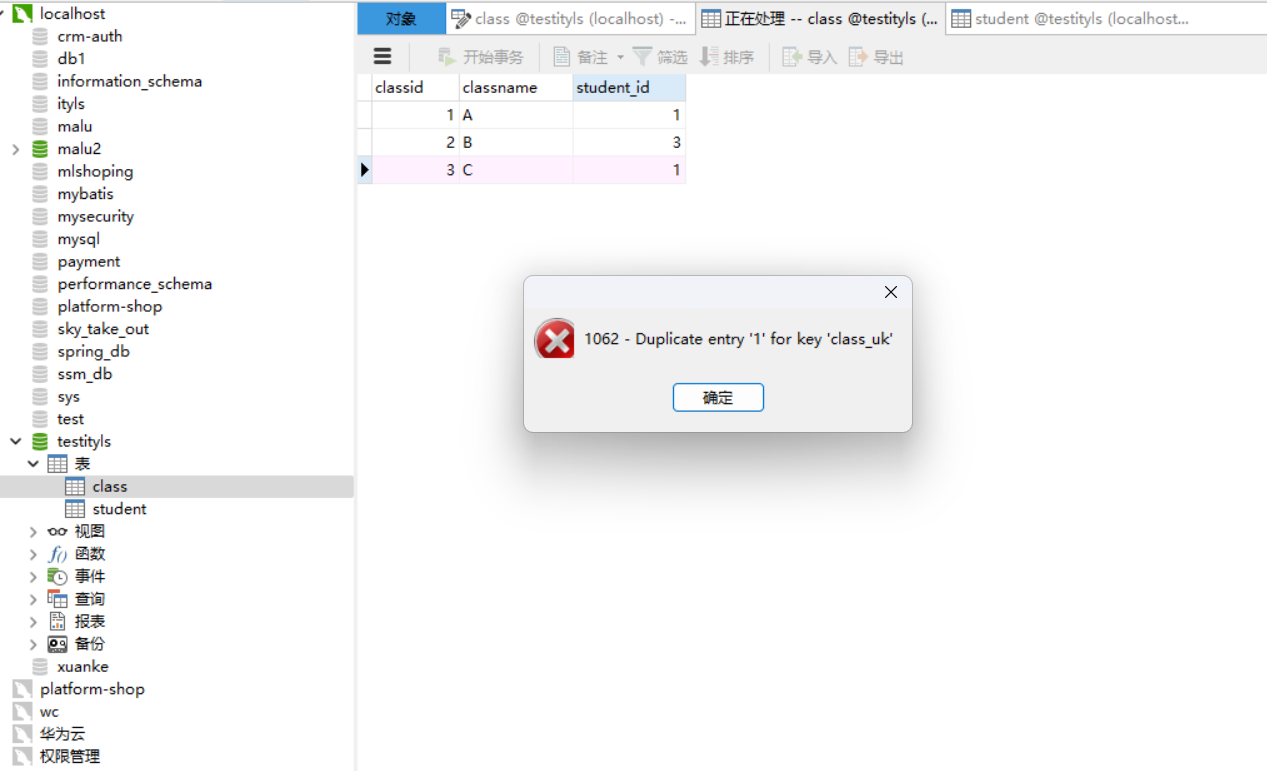 localhost
crm-auth
db1
information_schema
ityls
malu
malu2
mlshoping
mybatis
mysecurity
mysql
payment
performance_schema
platform-shop
sky_take_out
spring_db
ssm_db
sys
test
testityls
表
class
student
视图
函数
事件
查询
报表
备份
xuanke
platform-shop
wc
华为云
权限管理
对象 class @testityls (localhost) -... 正在处理 -- class @testityls (... student @testityls (localhost...
开始事务 备注 筛选 排序 导入 导出
classid classname student_id
1 A 1
2 B 3
3 C 1
1062 - Duplicate entry '1' for key 'class_uk'
确定